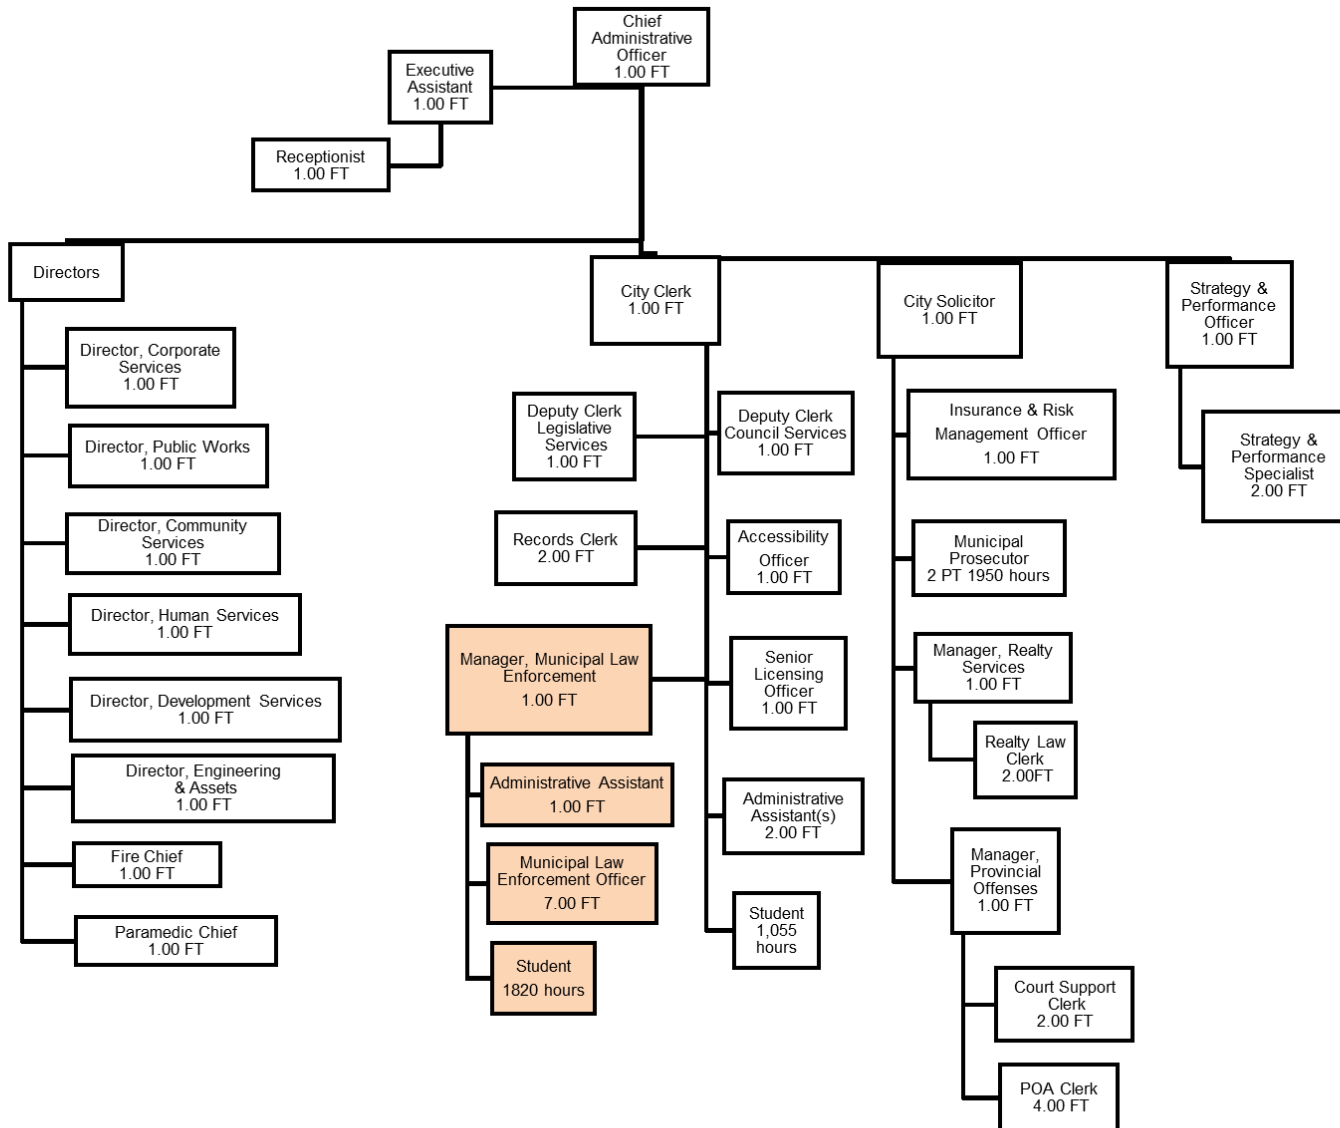 Chief
Administrative
Officer
1.00 FT
Executive
Assistant
1.00 FT
Receptionist
1.00 FT
Directors
Director, Corporate
Services
1.00 FT
Director, Public Works
1.00 FT
Director, Community
Services
1.00 FT
Director, Human Services
1.00 FT
Director, Development Services
1.00 FT
Director, Engineering
& Assets
1.00 FT
Fire Chief
1.00 FT
Paramedic Chief
1.00 FT
City Clerk
1.00 FT
Deputy Clerk
Legislative
Services
1.00 FT
Deputy Clerk
Council Services
1.00 FT
Records Clerk
2.00 FT
Accessibility
Officer
1.00 FT
Manager, Municipal Law
Enforcement
1.00 FT
Administrative Assistant
1.00 FT
Municipal Law
Enforcement Officer
7.00 FT
Student
1820 hours
Senior
Licensing
Officer
1.00 FT
Administrative
Assistant(s)
2.00 FT
Student
1,055
hours
City Solicitor
1.00 FT
Insurance & Risk
Management Officer
1.00 FT
Municipal
Prosecutor
2 PT 1950 hours
Manager, Realty
Services
1.00 FT
Realty Law
Clerk
2.00FT
Manager,
Provincial
Offenses
1.00 FT
Court Support
Clerk
2.00 FT
POA Clerk
4.00 FT
Strategy &
Performance
Officer
1.00 FT
Strategy &
Performance
Specialist
2.00 FT